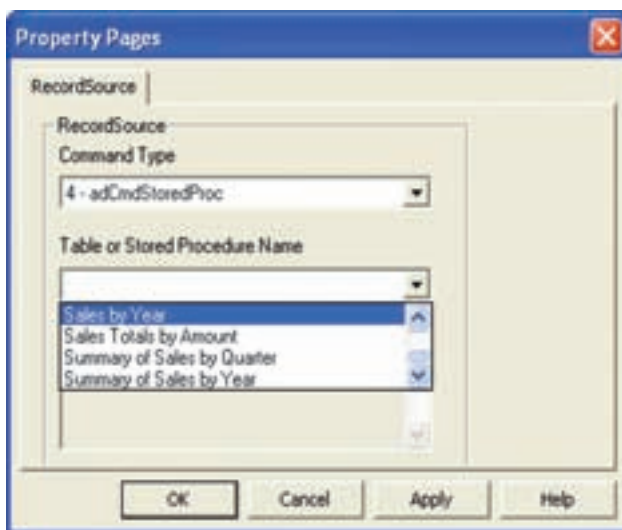 Property Pages
RecordSource
RecordSource
Command Type
4 - adCmdStoredProc
Table or Stored Procedure Name
Sales by Year
Sales Totals by Amount
Summary of Sales by Quarter
Summary of Sales by Year
OK Cancel Apply Help